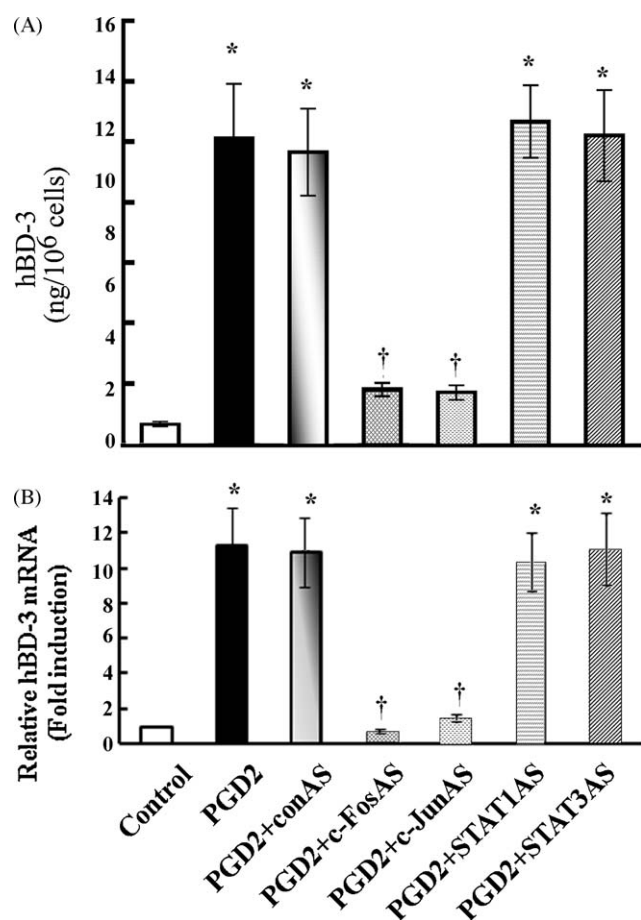 (A)
16
14
12
11
8
6
4
2
0
hBD-3
(ng/10⁶ cells)
*
*
†
†
*
*
(B)
14
12
10
8
6
4
2
0
Relative hBD-3 mRNA
(Fold induction)
*
*
†
†
*
*
Control
PGD2
PGD2+conAS
PGD2+c-FosAS
PGD2+c-JunAS
PGD2+STAT1AS
PGD2+STAT3AS